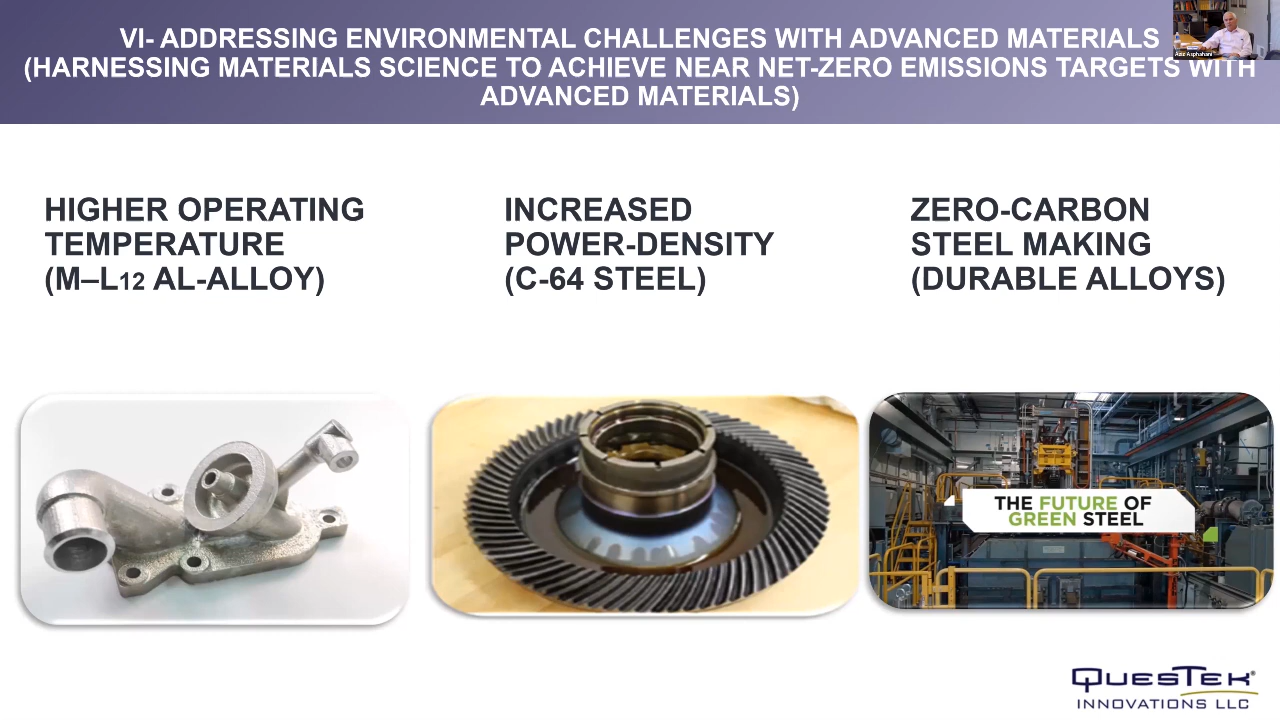 VI- ADDRESSING ENVIRONMENTAL CHALLENGES WITH ADVANCED MATERIALS
(HARNESSING MATERIALS SCIENCE TO ACHIEVE NEAR NET-ZERO EMISSIONS TARGETS WITH
ADVANCED MATERIALS)
Aziz Asphahani
HIGHER OPERATING
TEMPERATURE
(M–L12 AL-ALLOY)
INCREASED
POWER-DENSITY
(C-64 STEEL)
ZERO-CARBON
STEEL MAKING
(DURABLE ALLOYS)
THE FUTURE OF
GREEN STEEL
QUESTEK®
INNOVATIONS LLC